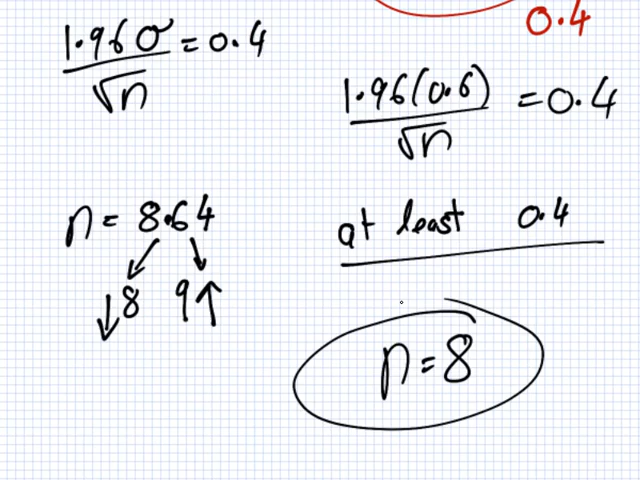 0.4
1.96σ/√n = 0.4
1.96(0.6)/√n = 0.4
n = 8.64
↓8 9↑
at least 0.4
n = 8